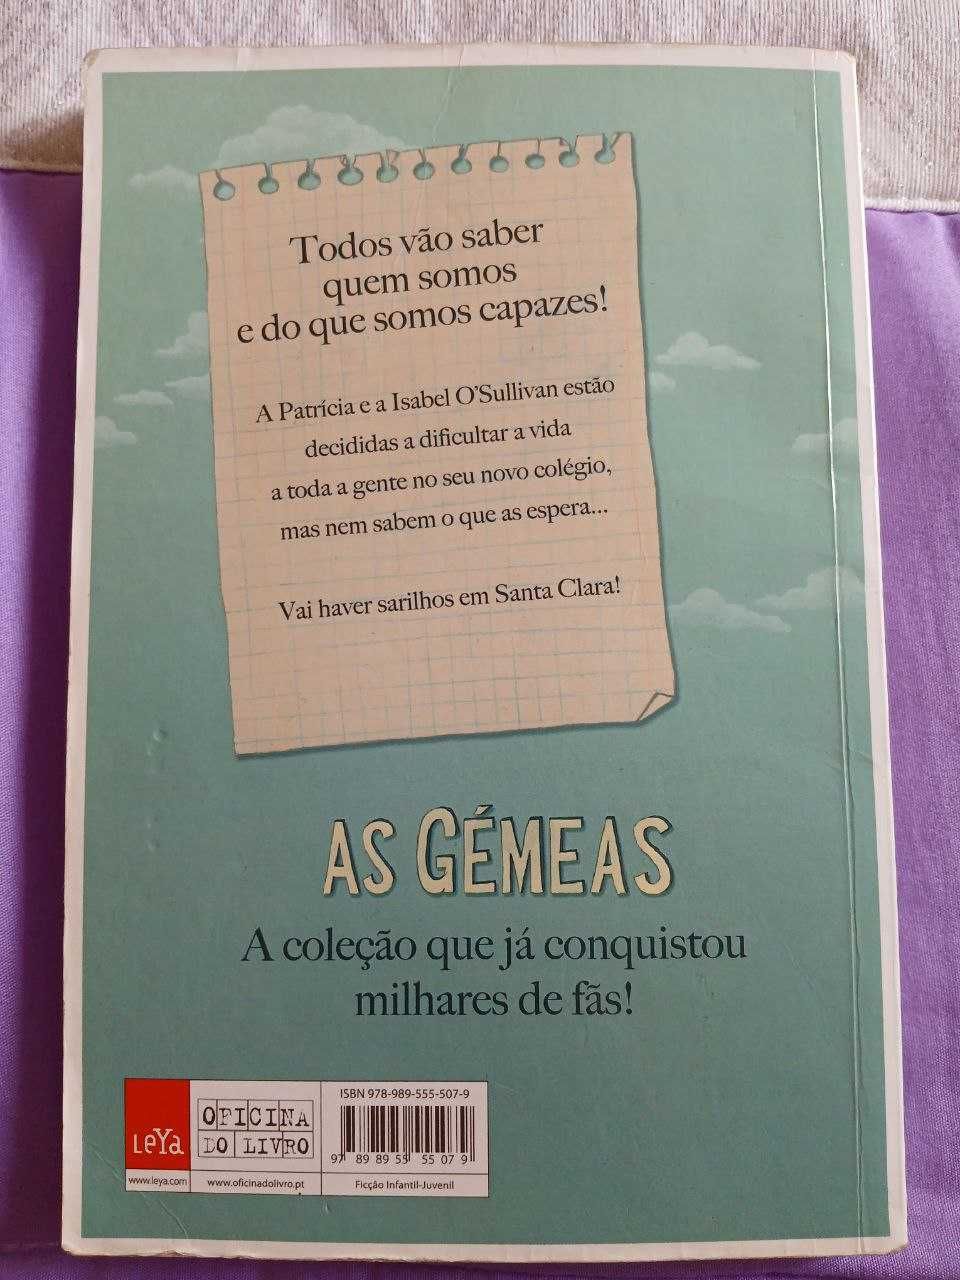 Todos vão saber
quem somos
e do que somos capazes!
A Patrícia e a Isabel O'Sullivan estão
decididas a dificultar a vida
a toda a gente no seu novo colégio,
mas nem sabem o que as espera...
Vai haver sarilhos em Santa Clara!
AS GÉMEAS
A coleção que já conquistou
milhares de fãs!
LeYa
www.leya.com
OFICINA
DO LIVRO
www.oficinadolivro.pt
ISBN 978-989-555-507-9
9 789895 555079
Ficção Infantil-Juvenil